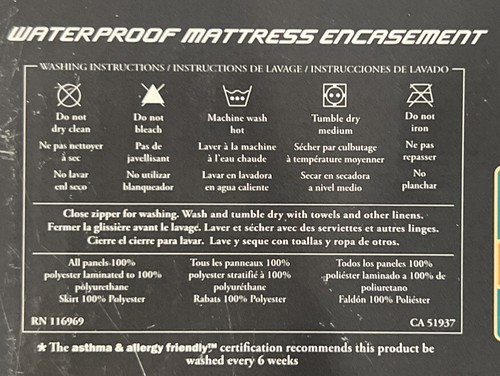 WATERPROOF MATTRESS ENCASEMENT
WASHING INSTRUCTIONS / INSTRUCTIONS DE LAVAGE / INSTRUCCIONES DE LAVADO
Do not
dry clean
Ne pas nettoyer
à sec
No lavar
enl seco
Do not
bleach
Pas de
javellisant
No utilizar
blanqueador
Machine wash
hot
Laver à la machine
à l'eau chaude
Lavar en lavadora
en agua caliente
Tumble dry
medium
Sécher par culbutage
à température moyenner
Secar en secadora
a nivel medio
Do not
iron
Ne pas
repasser
No
planchar
Close zipper for washing. Wash and tumble dry with towels and other linens.
Fermer la glissière avant le lavage. Laver et sécher avec des serviettes et autres linges.
Cierre el cierre para lavar. Lave y seque con toallas y ropa de otros.
All panels 100%
polyester laminated to 100%
polyurethane
Skirt 100% Polyester
Tous les panneaux 100%
polyester stratifié à 100%
polyuréthane
Rabats 100% Polyester
Todos los paneles 100%
poliéster laminado a 100% de
poliuretano
Faldón 100% Poliéster
RN 116969
CA 51937
* The asthma & allergy friendly™ certification recommends this product be
washed every 6 weeks